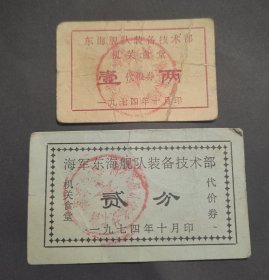 东海舰队装备技术部
机关食堂
壹 代粮券 两
一九七四年十月印
海军东海舰队装备技术部
机关食堂
贰分
代价券
一九七四年十月印